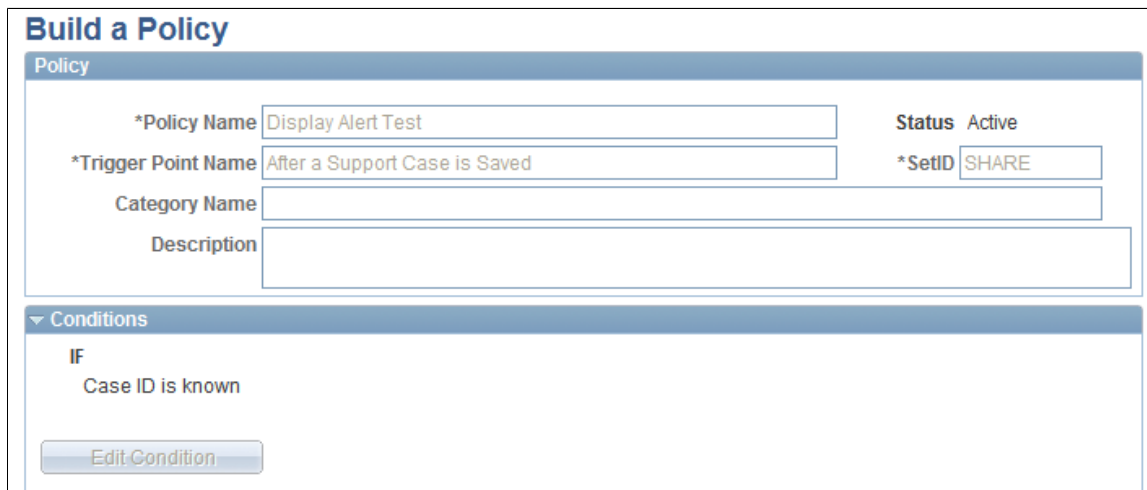 Build a Policy
Policy
*Policy Name Display Alert Test Status Active
*Trigger Point Name After a Support Case is Saved *SetID SHARE
Category Name
Description
Conditions
IF
Case ID is known
Edit Condition